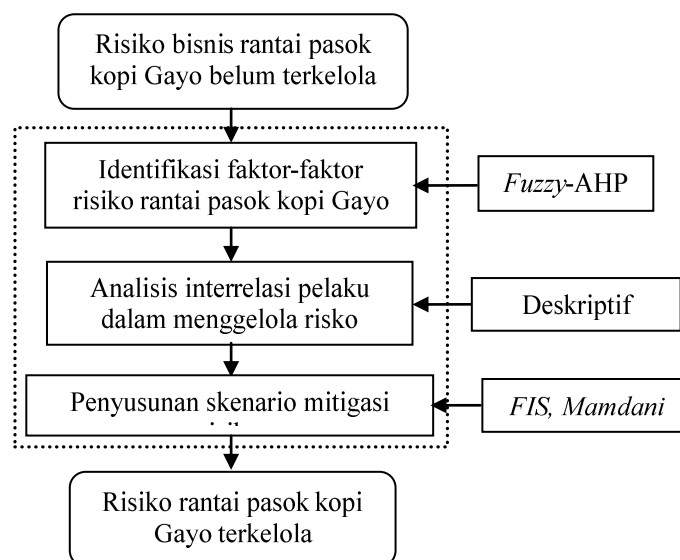 Risiko bisnis rantai pasok
kopi Gayo belum terkelola
Identifikasi faktor-faktor
risiko rantai pasok kopi Gayo
Fuzzy-AHP
Analisis interrelasi pelaku
dalam menggelola risko
Deskriptif
Penyusunan skenario mitigasi
FIS, Mamdani
Risiko rantai pasok kopi
Gayo terkelola